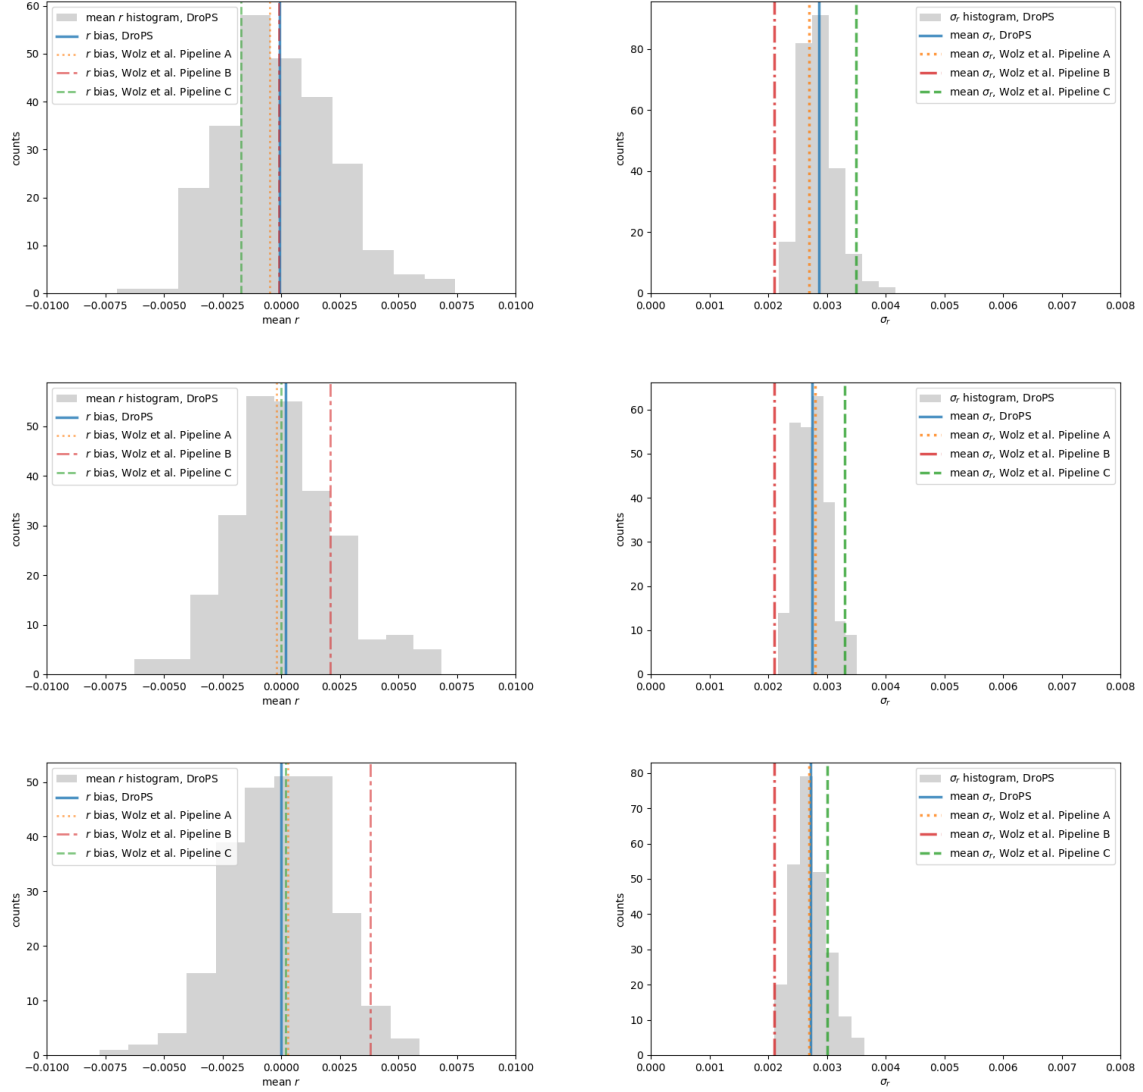 60
50
40
30
20
10
0
counts
mean r histogram, DroPS
r bias, DroPS
r bias, Wolz et al. Pipeline A
r bias, Wolz et al. Pipeline B
r bias, Wolz et al. Pipeline C
−0.0100 −0.0075 −0.0050 −0.0025 0.0000 0.0025 0.0050 0.0075 0.0100
mean r
80
60
40
20
0
counts
σr histogram, DroPS
mean σr, DroPS
mean σr, Wolz et al. Pipeline A
mean σr, Wolz et al. Pipeline B
mean σr, Wolz et al. Pipeline C
0.000 0.001 0.002 0.003 0.004 0.005 0.006 0.007 0.008
σr
50
40
30
20
10
0
counts
mean r histogram, DroPS
r bias, DroPS
r bias, Wolz et al. Pipeline A
r bias, Wolz et al. Pipeline B
r bias, Wolz et al. Pipeline C
−0.0100 −0.0075 −0.0050 −0.0025 0.0000 0.0025 0.0050 0.0075 0.0100
mean r
60
50
40
30
20
10
0
counts
σr histogram, DroPS
mean σr, DroPS
mean σr, Wolz et al. Pipeline A
mean σr, Wolz et al. Pipeline B
mean σr, Wolz et al. Pipeline C
0.000 0.001 0.002 0.003 0.004 0.005 0.006 0.007 0.008
σr
50
40
30
20
10
0
counts
mean r histogram, DroPS
r bias, DroPS
r bias, Wolz et al. Pipeline A
r bias, Wolz et al. Pipeline B
r bias, Wolz et al. Pipeline C
−0.0100 −0.0075 −0.0050 −0.0025 0.0000 0.0025 0.0050 0.0075 0.0100
mean r
80
70
60
50
40
30
20
10
0
counts
σr histogram, DroPS
mean σr, DroPS
mean σr, Wolz et al. Pipeline A
mean σr, Wolz et al. Pipeline B
mean σr, Wolz et al. Pipeline C
0.000 0.001 0.002 0.003 0.004 0.005 0.006 0.007 0.008
σr